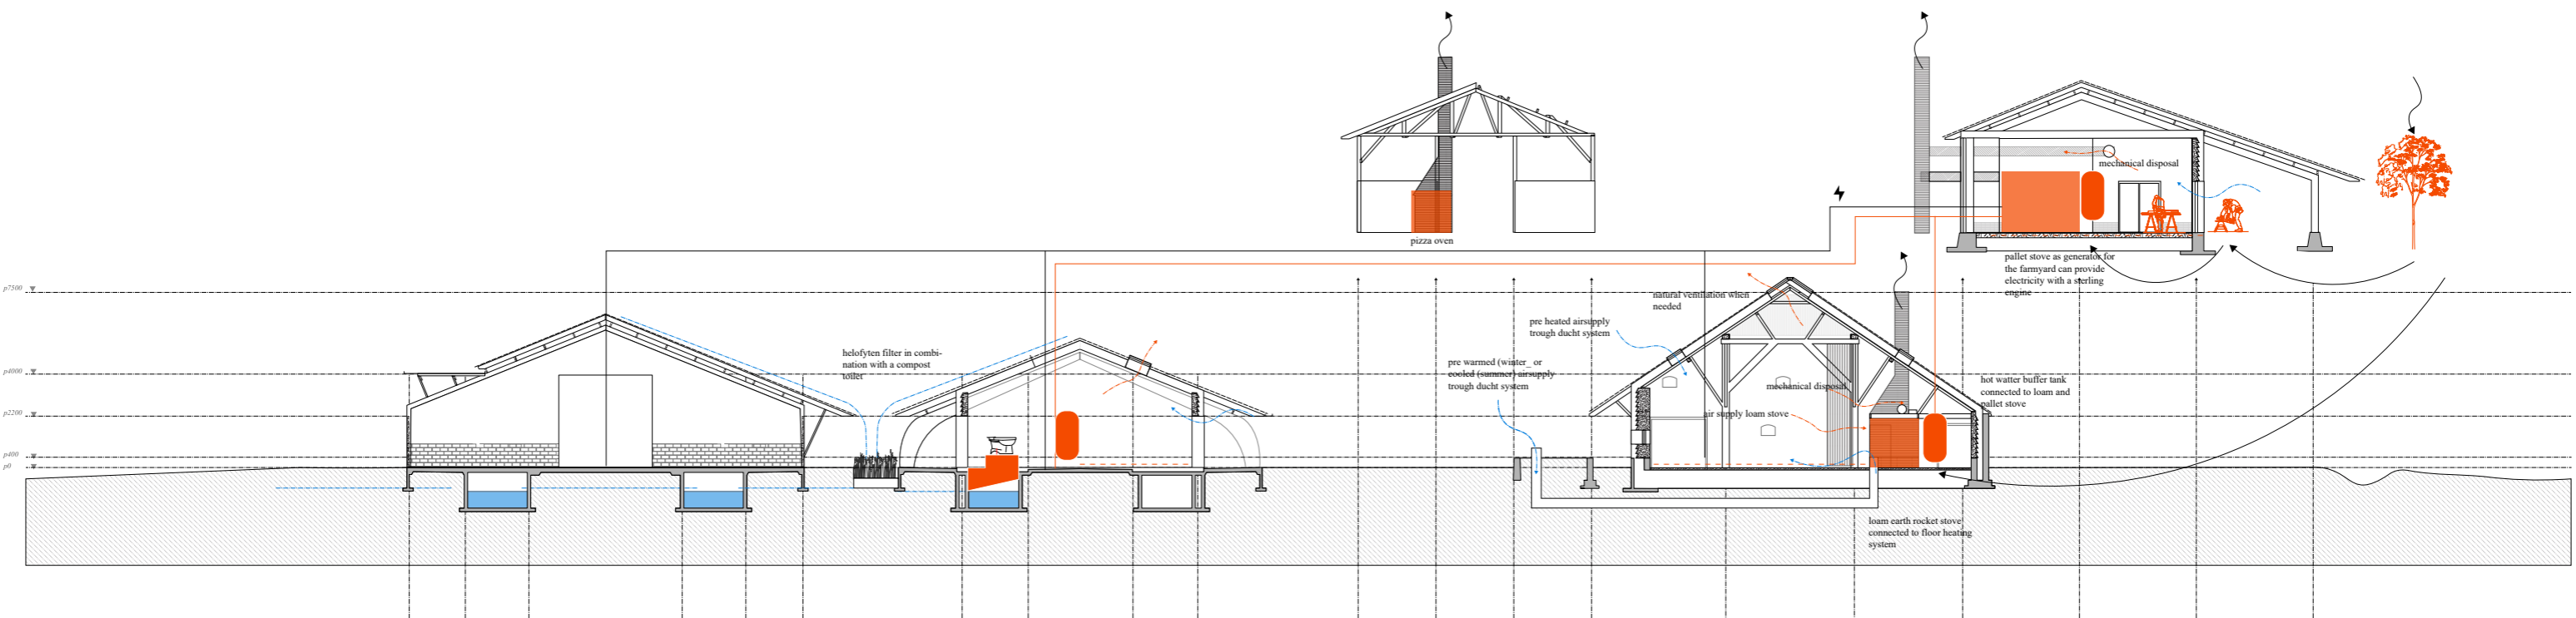 mechanical disposal
pizza oven
pallet stove as generator for
the farmyard can provide
electricity with a sterling
engine
p7500
natural ventilation when
needed
pre heated airsupply
trough ducht system
helofyten filter in combi-
nation with a compost
toilet
pre warmed (winter_ or
cooled (summer) airsupply
trough ducht system
p4000
mechanical disposal
hot watter buffer tank
connected to loam and
pallet stove
air supply loam stove
p2200
p400
p0
loam earth rocket stove
connected to floor heating
system